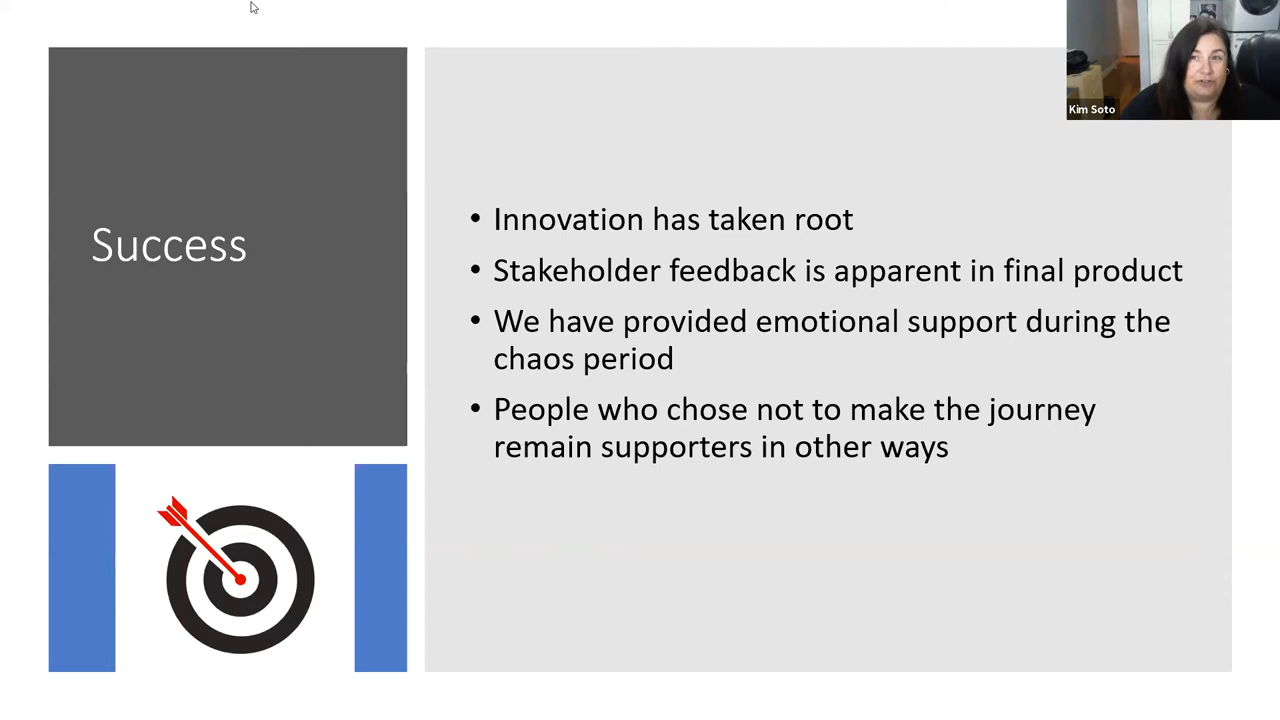 Kim Soto
Success
• Innovation has taken root
• Stakeholder feedback is apparent in final product
• We have provided emotional support during the
chaos period
• People who chose not to make the journey
remain supporters in other ways